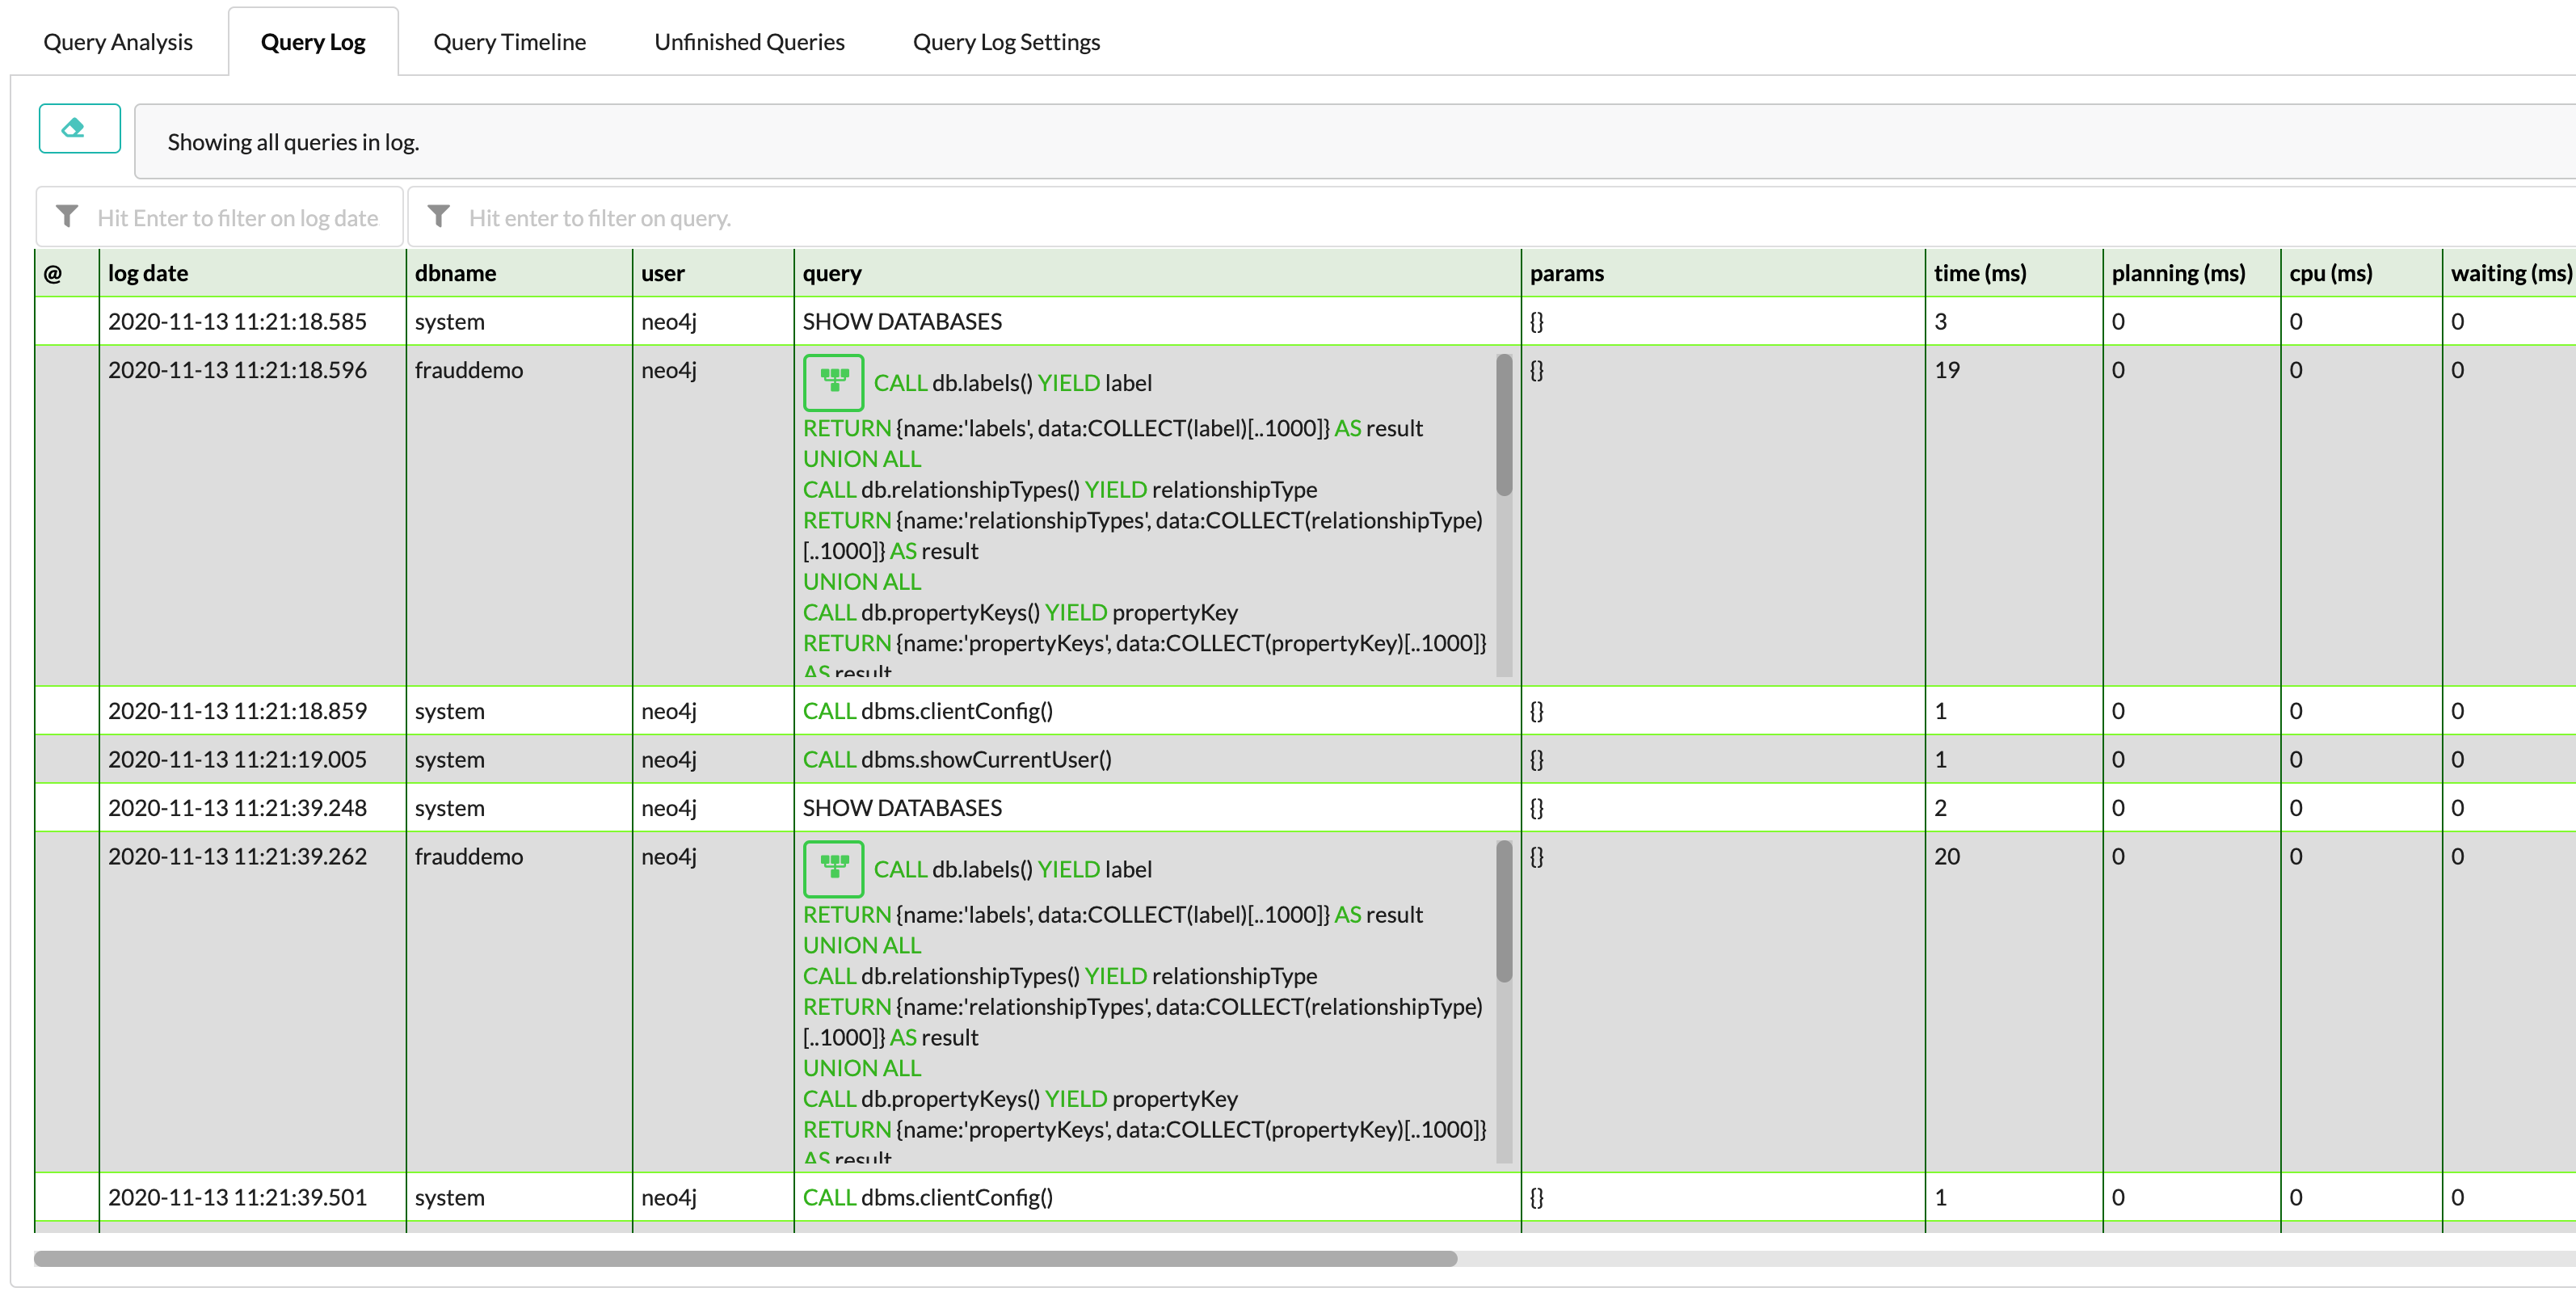 Query Analysis Query Log Query Timeline Unfinished Queries Query Log Settings
Showing all queries in log.
Hit Enter to filter on log date Hit enter to filter on query.
@ log date dbname user query params time (ms) planning (ms) cpu (ms) waiting (ms)
2020-11-13 11:21:18.585 system neo4j SHOW DATABASES {} 3 0 0 0
2020-11-13 11:21:18.596 frauddemo neo4j CALL db.labels() YIELD label {} 19 0 0 0
RETURN {name:'labels', data:COLLECT(label)[..1000]} AS result
UNION ALL
CALL db.relationshipTypes() YIELD relationshipType
RETURN {name:'relationshipTypes', data:COLLECT(relationshipType)
[..1000]} AS result
UNION ALL
CALL db.propertyKeys() YIELD propertyKey
RETURN {name:'propertyKeys', data:COLLECT(propertyKey)[..1000]}
AS result
2020-11-13 11:21:18.859 system neo4j CALL dbms.clientConfig() {} 1 0 0 0
2020-11-13 11:21:19.005 system neo4j CALL dbms.showCurrentUser() {} 1 0 0 0
2020-11-13 11:21:39.248 system neo4j SHOW DATABASES {} 2 0 0 0
2020-11-13 11:21:39.262 frauddemo neo4j CALL db.labels() YIELD label {} 20 0 0 0
RETURN {name:'labels', data:COLLECT(label)[..1000]} AS result
UNION ALL
CALL db.relationshipTypes() YIELD relationshipType
RETURN {name:'relationshipTypes', data:COLLECT(relationshipType)
[..1000]} AS result
UNION ALL
CALL db.propertyKeys() YIELD propertyKey
RETURN {name:'propertyKeys', data:COLLECT(propertyKey)[..1000]}
AS result
2020-11-13 11:21:39.501 system neo4j CALL dbms.clientConfig() {} 1 0 0 0